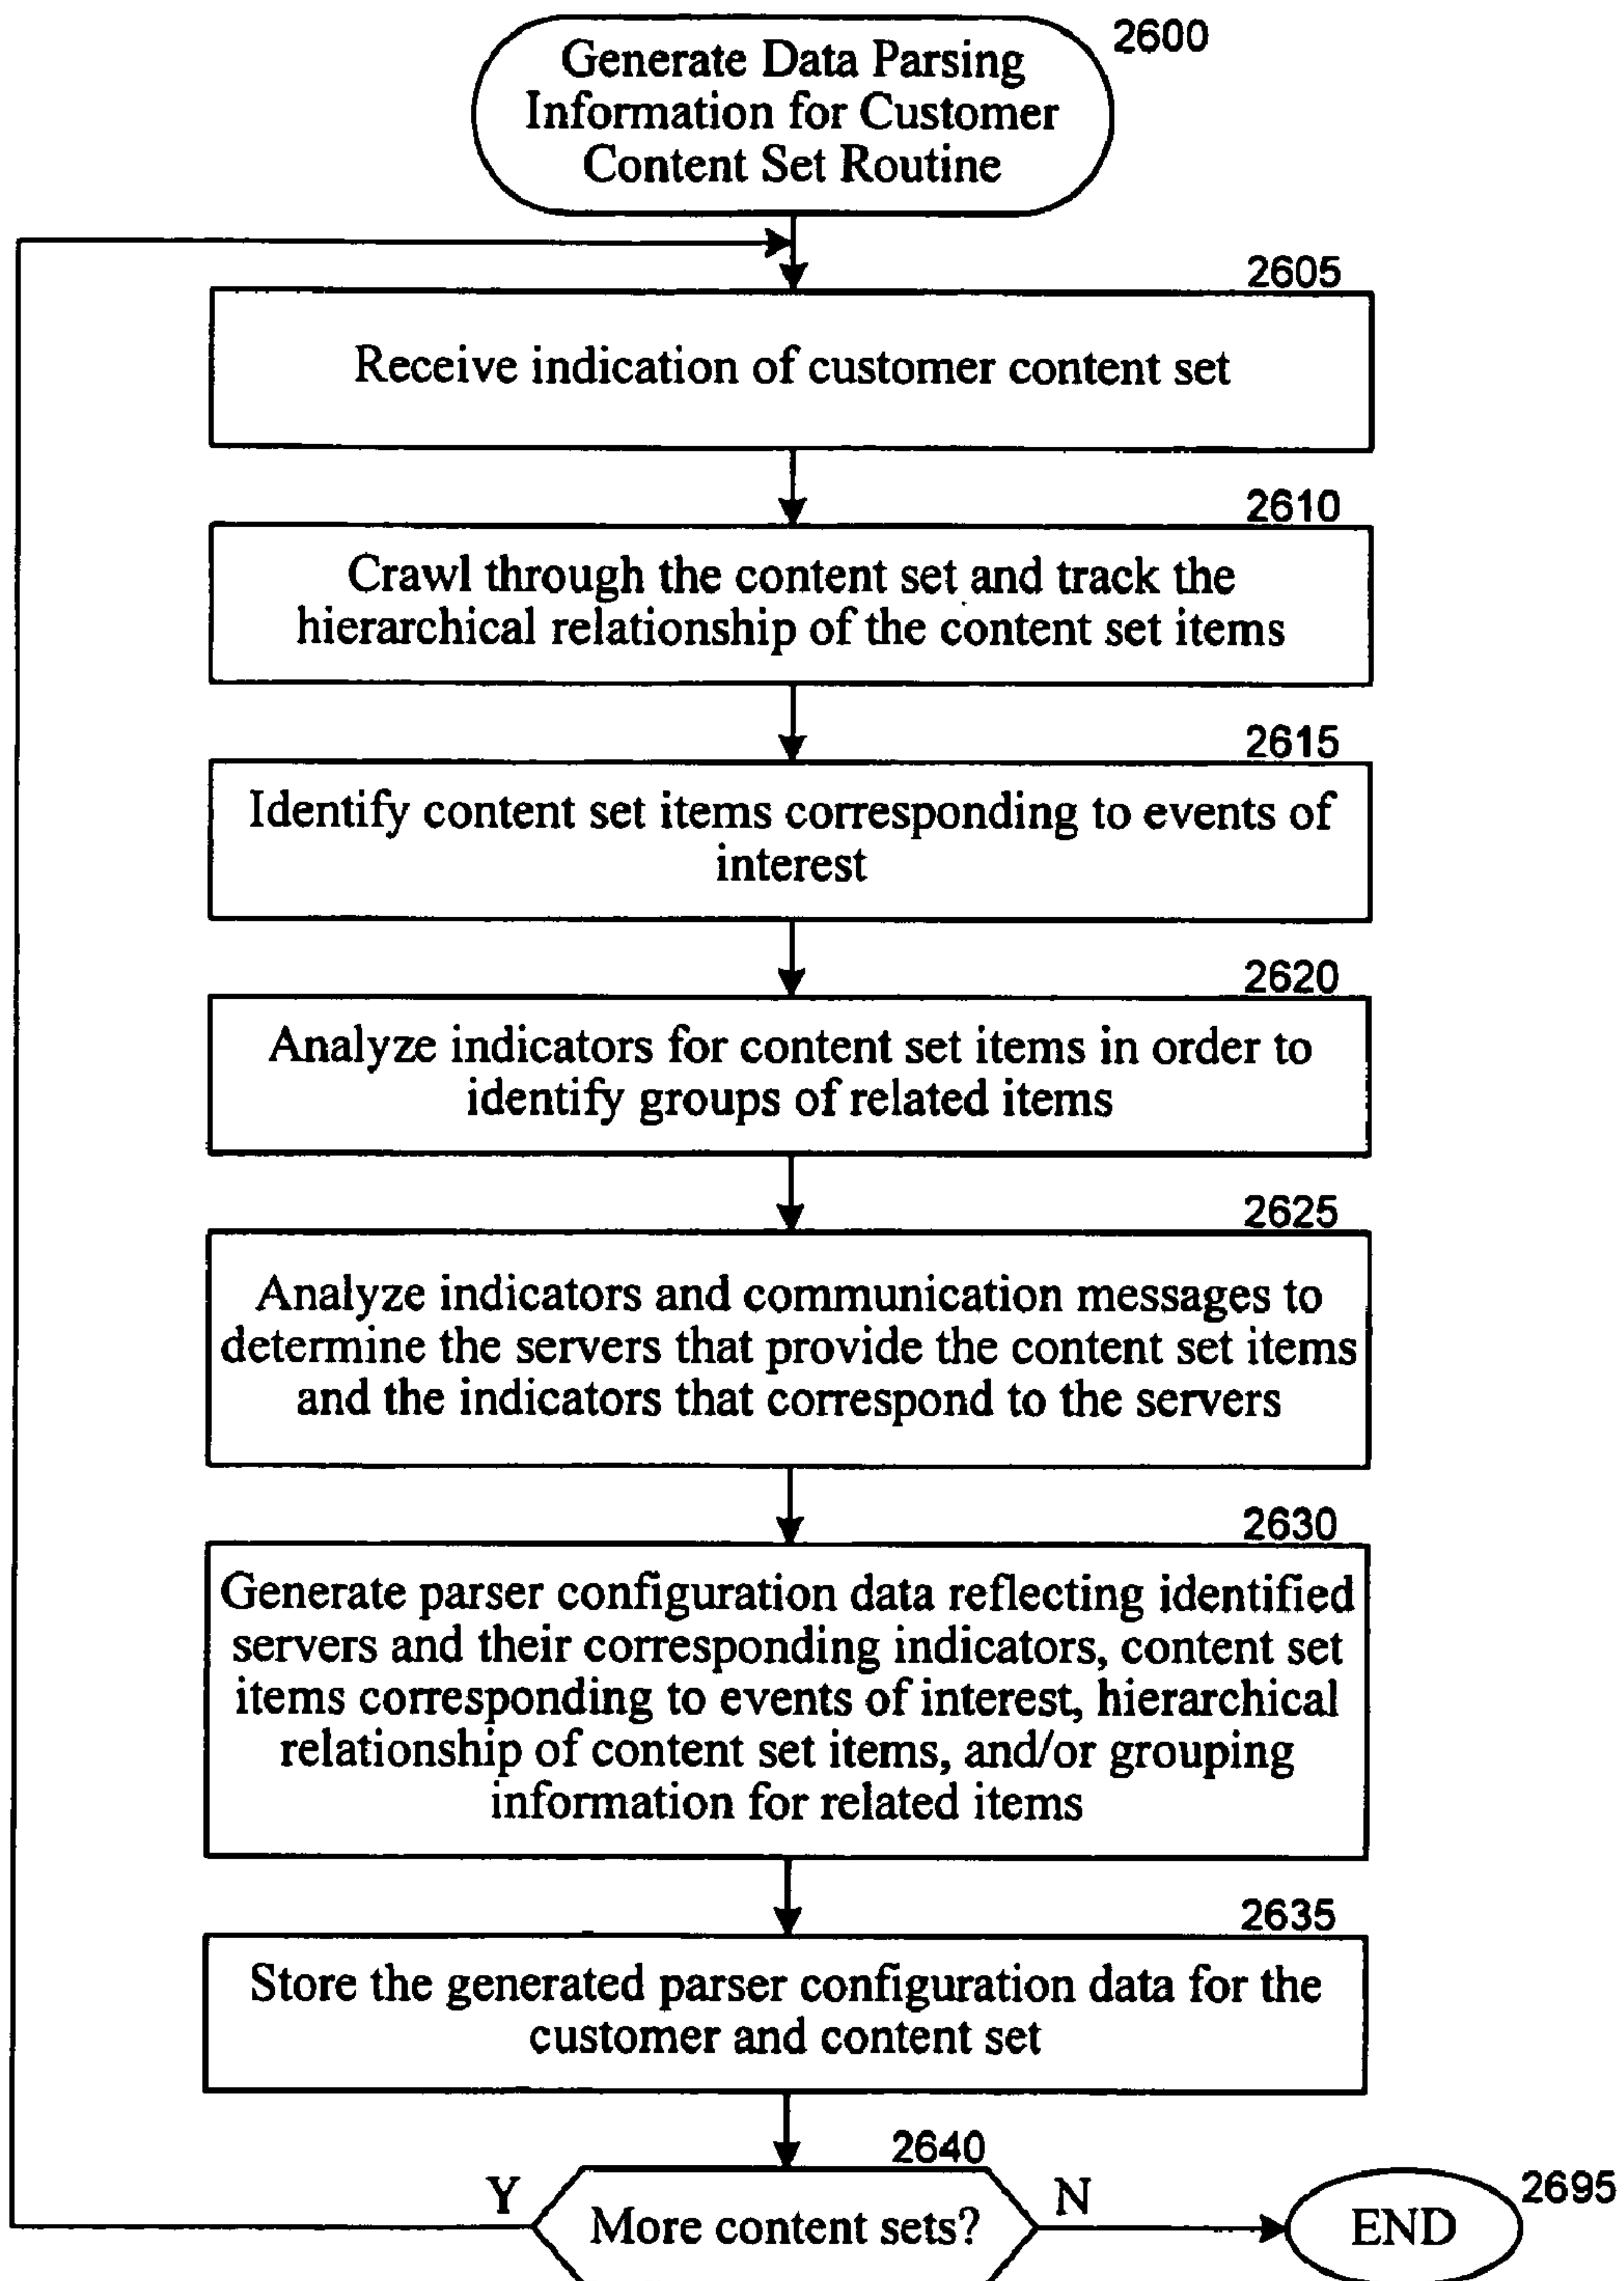 2600
Generate Data Parsing
Information for Customer
Content Set Routine
2605
Receive indication of customer content set
2610
Crawl through the content set and track the
hierarchical relationship of the content set items
2615
Identify content set items corresponding to events of
interest
2620
Analyze indicators for content set items in order to
identify groups of related items
2625
Analyze indicators and communication messages to
determine the servers that provide the content set items
and the indicators that correspond to the servers
2630
Generate parser configuration data reflecting identified
servers and their corresponding indicators, content set
items corresponding to events of interest, hierarchical
relationship of content set items, and/or grouping
information for related items
2635
Store the generated parser configuration data for the
customer and content set
2640
Y
More content sets?
N
END
2695